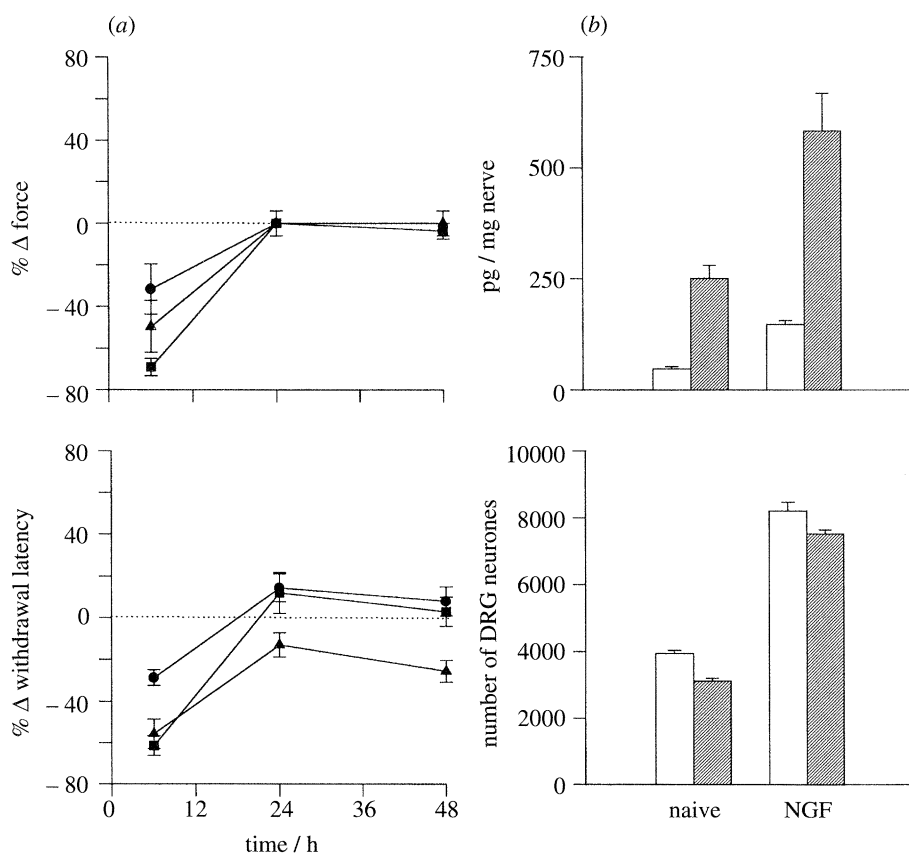 (a)
80
40
0
– 40
– 80
% Δ force
(b)
750
500
250
0
pg / mg nerve
80
40
0
– 40
– 80
% Δ withdrawal latency
0
12
24
36
48
time / h
10000
8000
6000
4000
2000
0
number of DRG neurones
naive
NGF